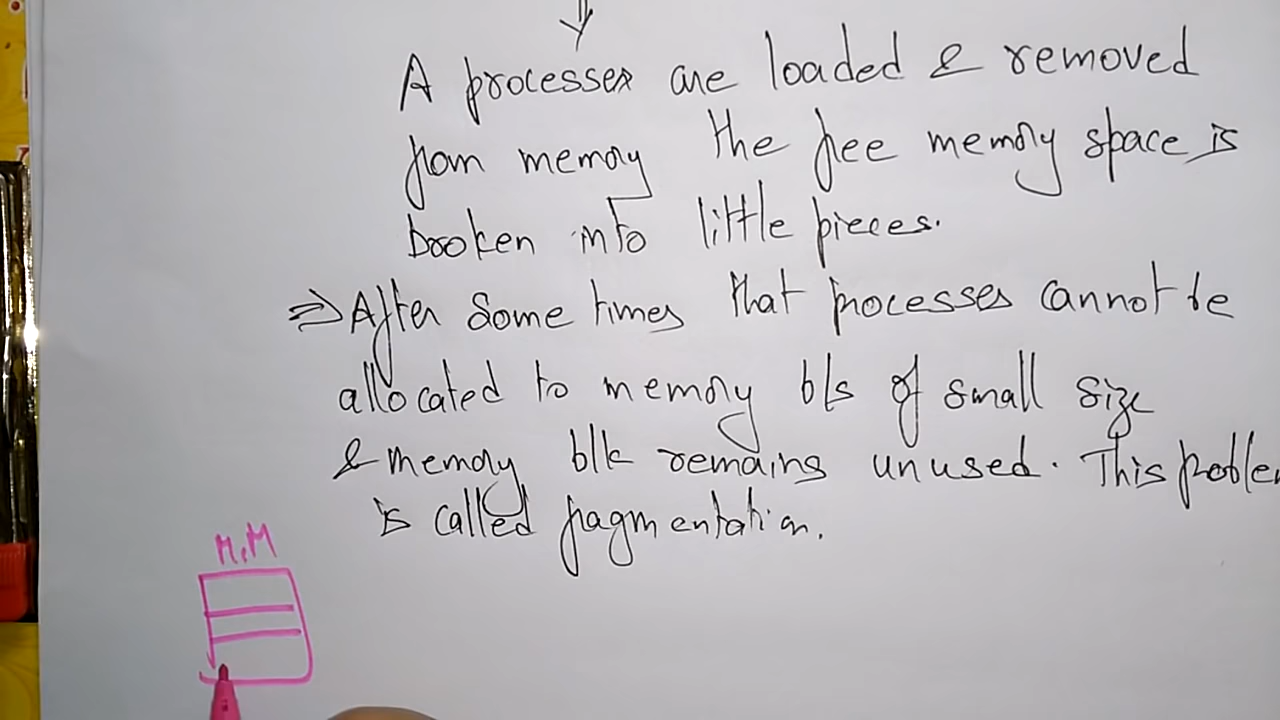 A processes are loaded & removed
from memory the free memory space is
broken into little pieces.
⇒ After some times that processes cannot be
allocated to memory bls of small size
& memory blk remains unused. This problem
is called fragmentation.
M.M